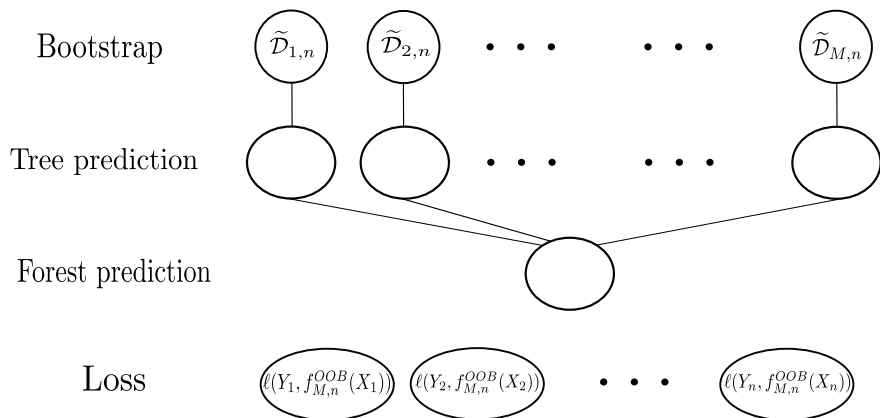 Bootstrap $\widetilde{\mathcal{D}}_{1,n}$ $\widetilde{\mathcal{D}}_{2,n}$ • • • • • • $\widetilde{\mathcal{D}}_{M,n}$
Tree prediction • • • • • •
Forest prediction
Loss $\ell(Y_1, f_{M,n}^{OOB}(X_1))$ $\ell(Y_2, f_{M,n}^{OOB}(X_2))$ • • • $\ell(Y_n, f_{M,n}^{OOB}(X_n))$